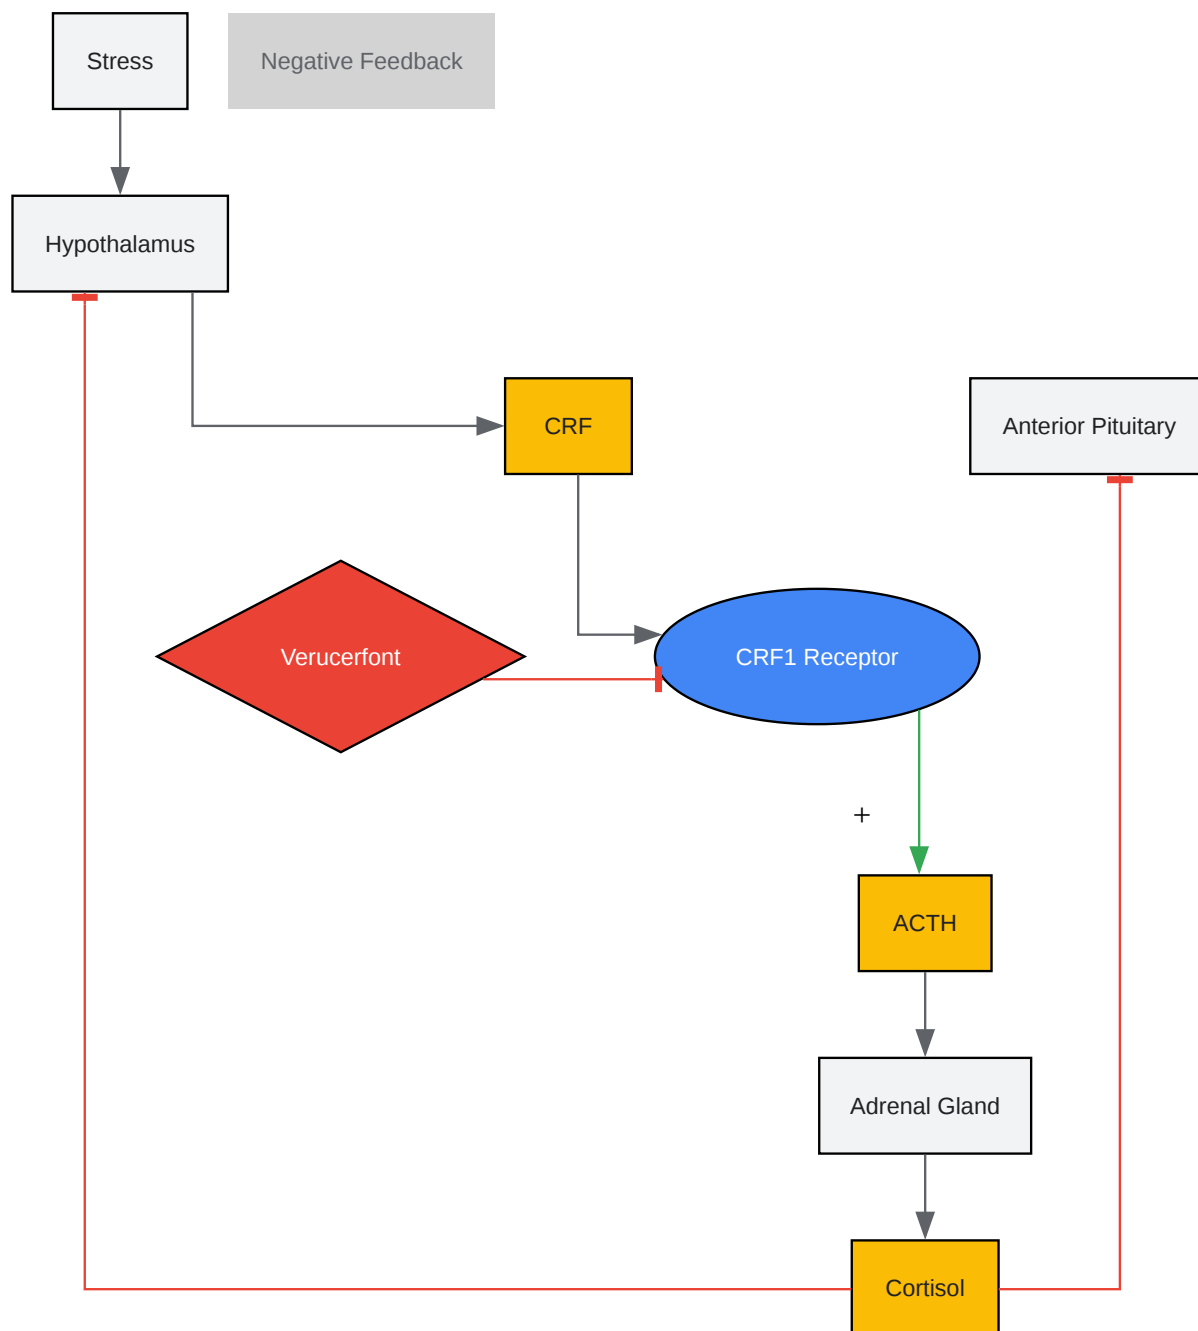 Stress
Negative Feedback
Hypothalamus
CRF
Anterior Pituitary
Verucerfont
CRF1 Receptor
+
ACTH
Adrenal Gland
Cortisol